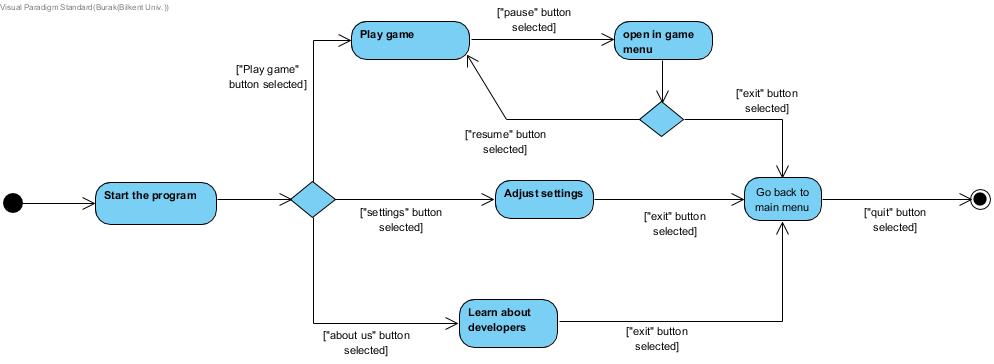 Visual Paradigm Standard(Burak(Bilkent Univ.))
["pause" button
selected]
Play game
open in game
menu
["Play game"
button selected]
["exit" button
selected]
["resume" button
selected]
Start the program
Adjust settings
Go back to
main menu
["settings" button
selected]
["exit" button
selected]
["quit" button
selected]
Learn about
developers
["about us" button
selected]
["exit" button
selected]